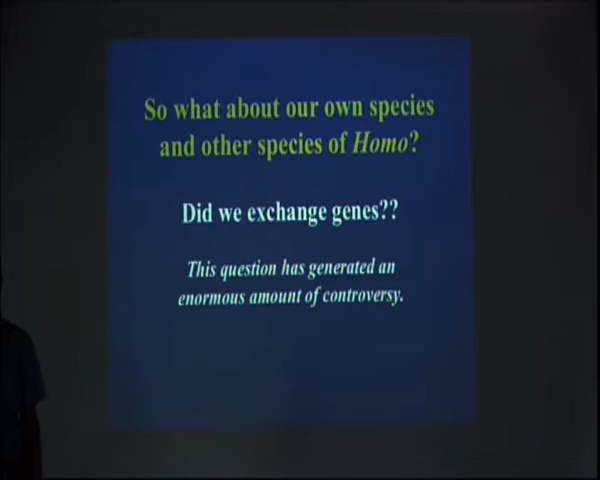 So what about our own species
and other species of Homo?
Did we exchange genes??
This question has generated an
enormous amount of controversy.